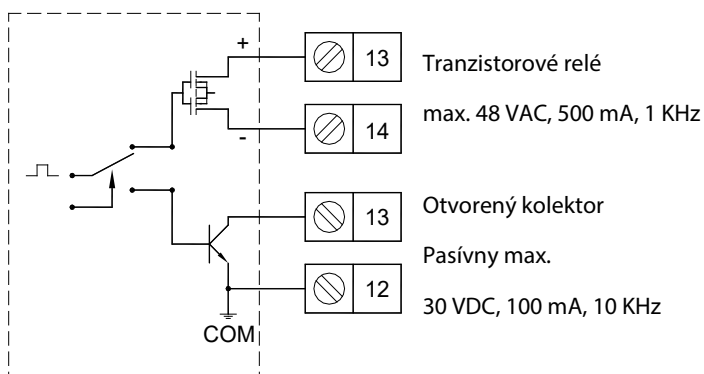 +
13
Tranzistorové relé
14
max. 48 VAC, 500 mA, 1 KHz
-
13
Otvorený kolektor
Pasívny max.
12
30 VDC, 100 mA, 10 KHz
COM